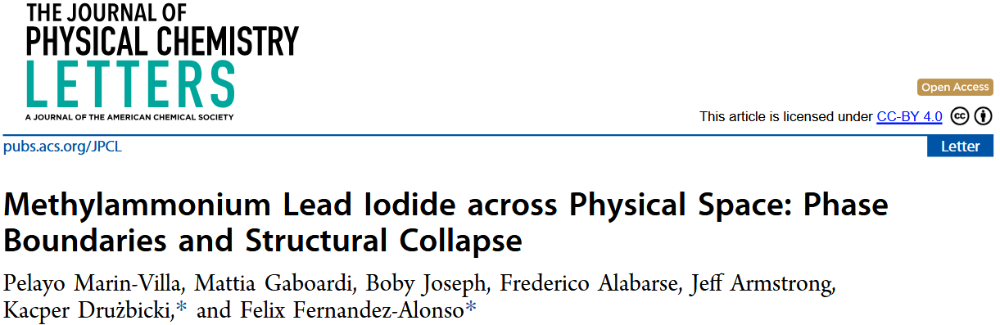 THE JOURNAL OF
PHYSICAL CHEMISTRY
LETTERS
A JOURNAL OF THE AMERICAN CHEMICAL SOCIETY
Open Access
This article is licensed under CC-BY 4.0
cc
pubs.acs.org/JPCL
Letter
Methylammonium Lead Iodide across Physical Space: Phase
Boundaries and Structural Collapse
Pelayo Marin-Villa, Mattia Gaboardi, Boby Joseph, Frederico Alabarse, Jeff Armstrong,
Kacper Drużbicki,* and Felix Fernandez-Alonso*